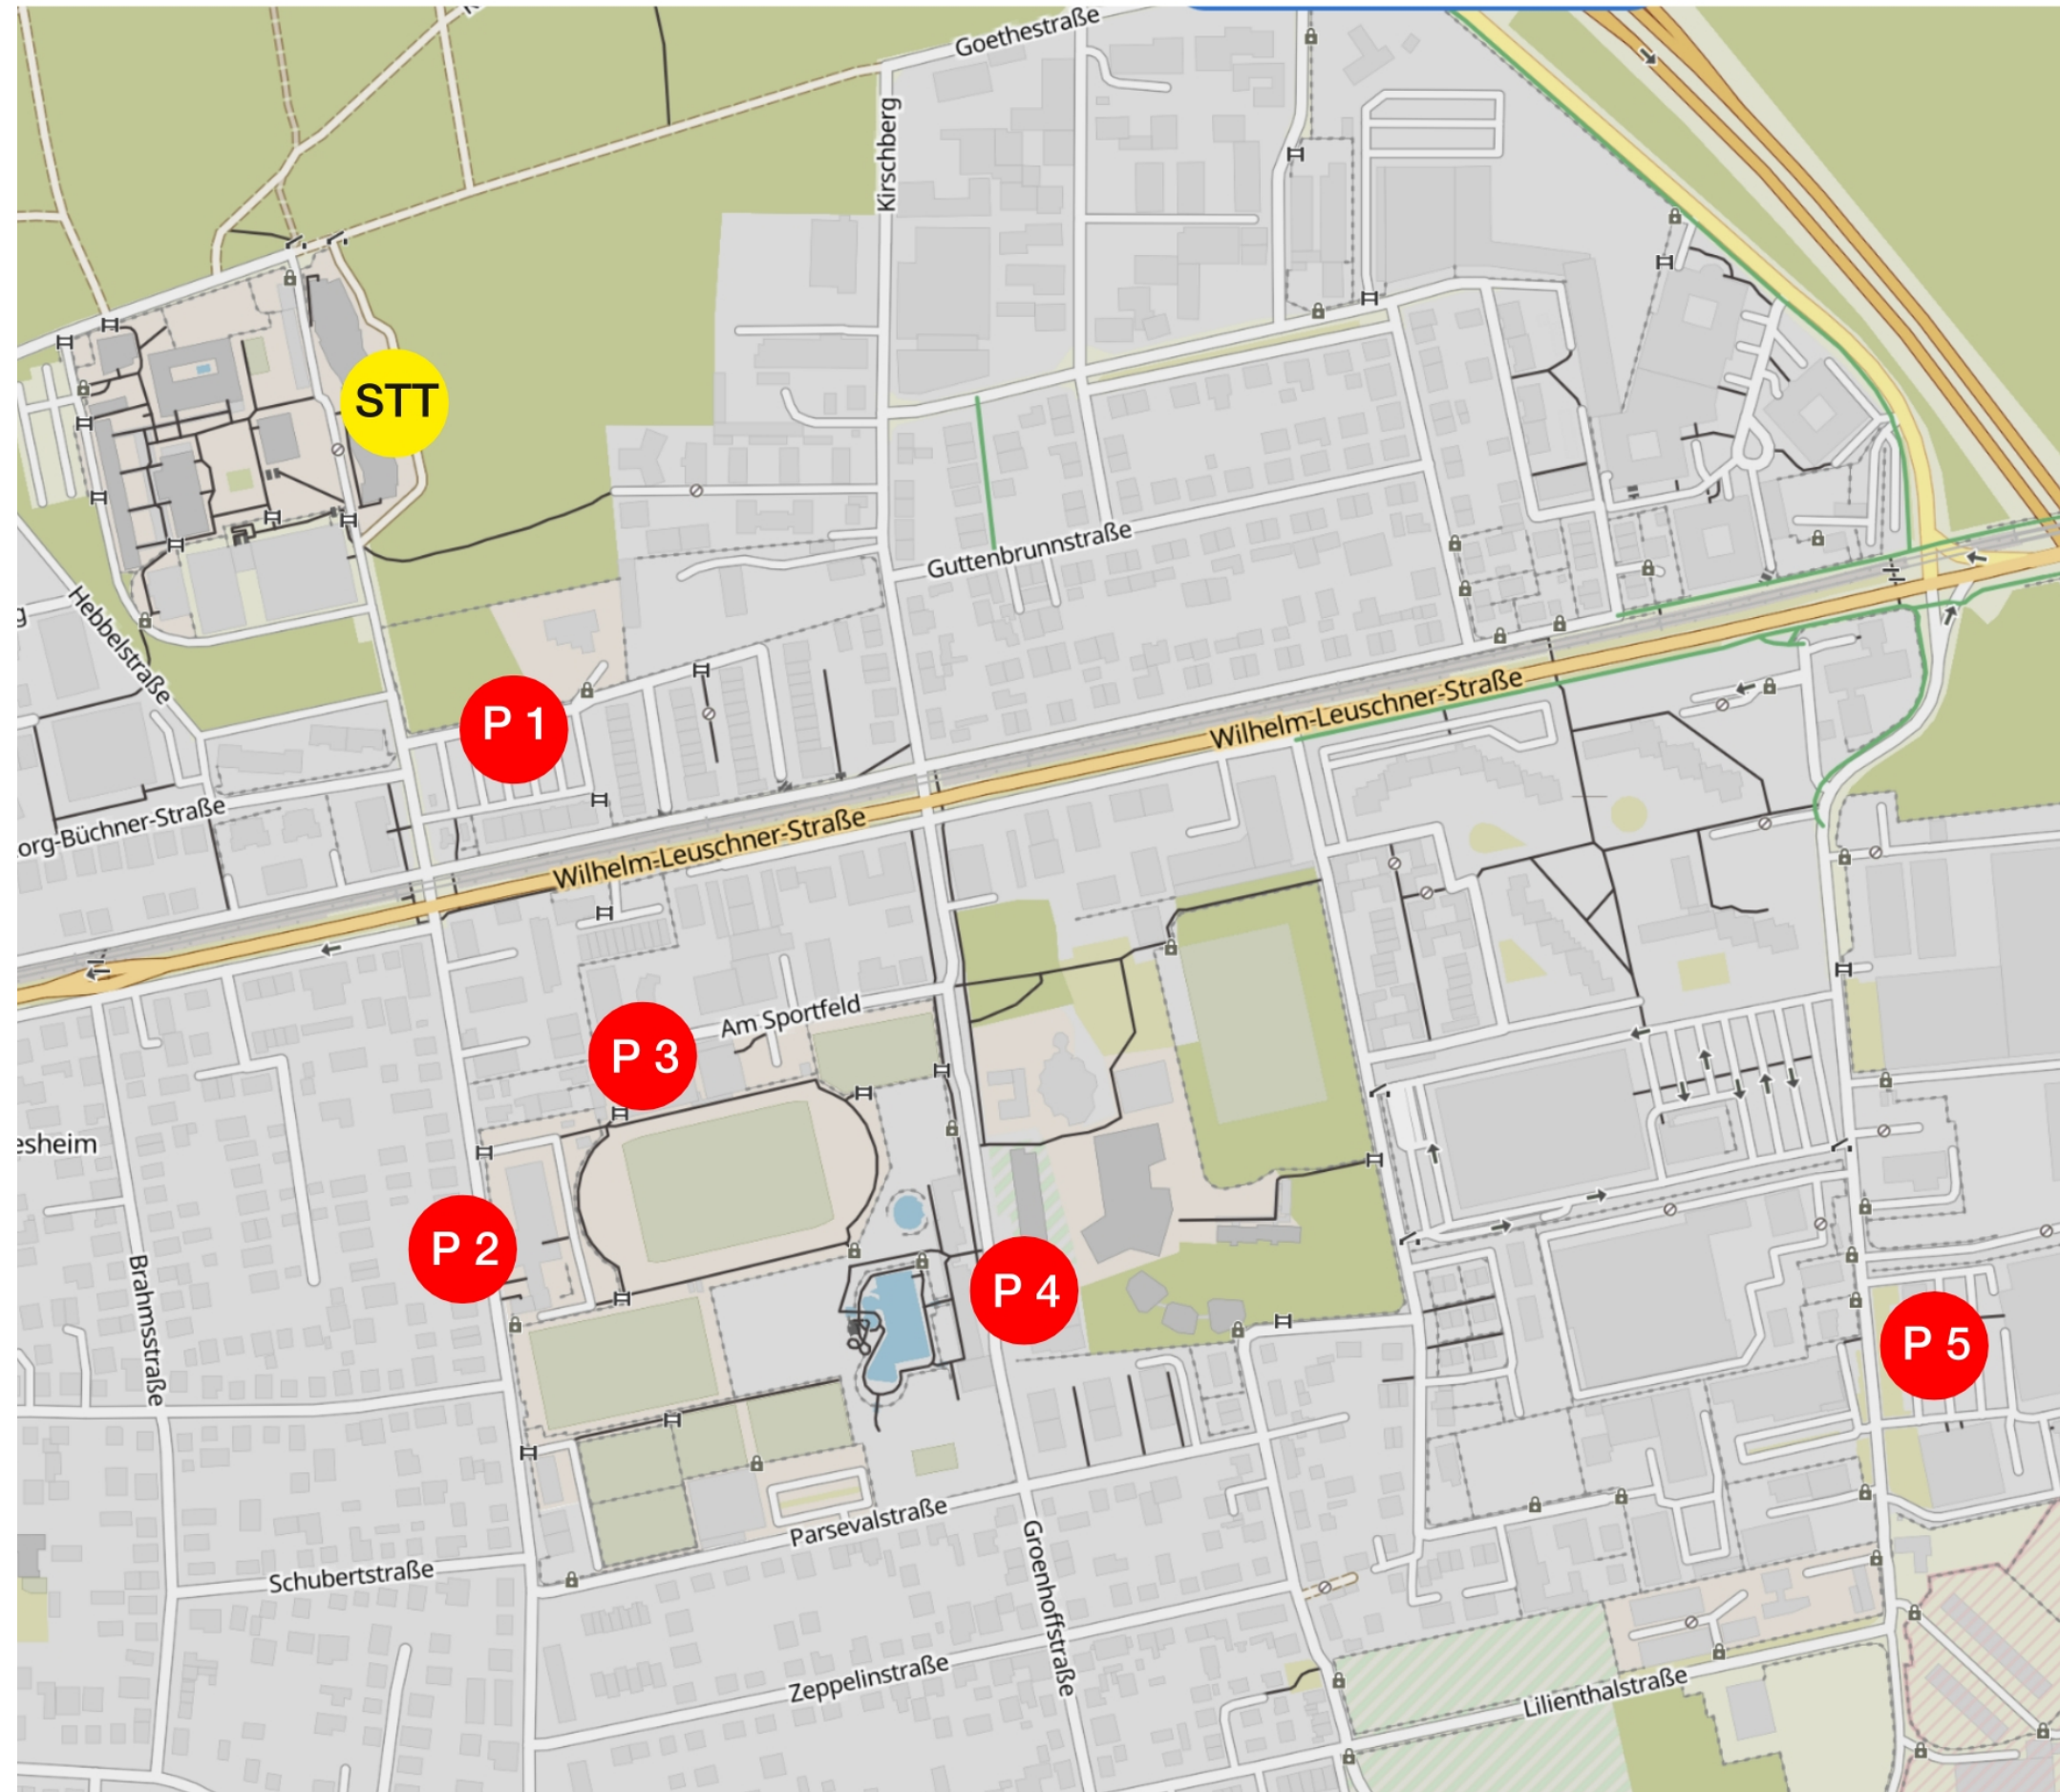 Goethestraße
Kirschberg
STT
Guttenbrunnstraße
Hebbelstraße
P 1
Wilhelm-Leuschner-Straße
org-Büchner-Straße
Wilhelm-Leuschner-Straße
Am Sportfeld
P 3
esheim
P 2
P 4
Brahmsstraße
P 5
Parsevalstraße
Groenhoffstraße
Schubertstraße
Zeppelinstraße
Lilienthalstraße